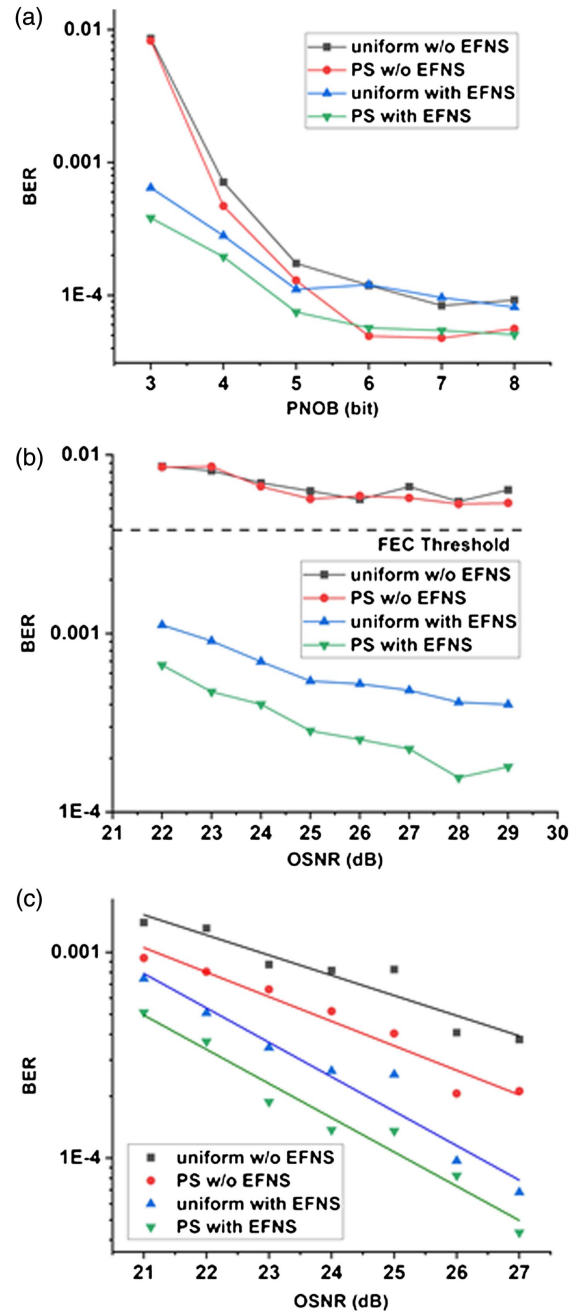 (a)
0.01
0.001
1E-4
BER
uniform w/o EFNS
PS w/o EFNS
uniform with EFNS
PS with EFNS
3 4 5 6 7 8
PNOB (bit)
(b)
0.01
0.001
1E-4
BER
FEC Threshold
uniform w/o EFNS
PS w/o EFNS
uniform with EFNS
PS with EFNS
21 22 23 24 25 26 27 28 29 30
OSNR (dB)
(c)
0.001
1E-4
BER
uniform w/o EFNS
PS w/o EFNS
uniform with EFNS
PS with EFNS
21 22 23 24 25 26 27
OSNR (dB)